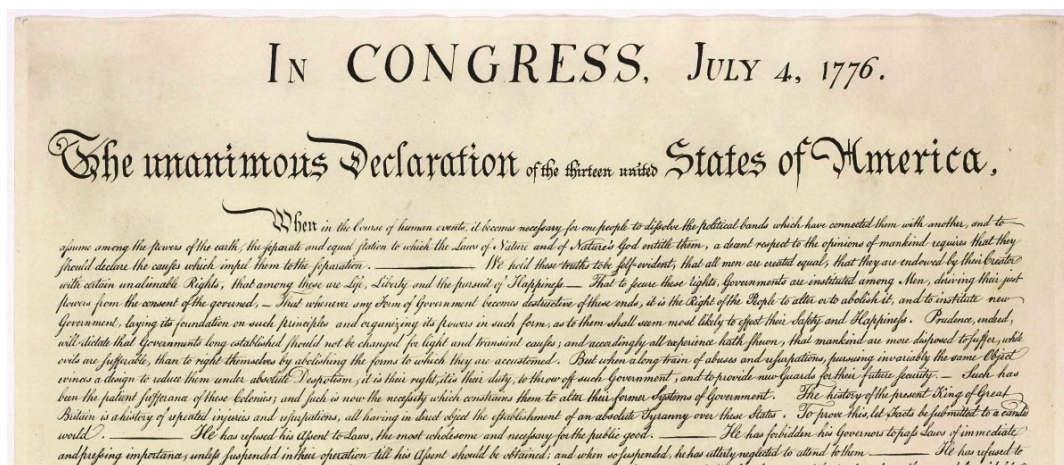 IN CONGRESS, JULY 4, 1776.
The unanimous Declaration of the thirteen united States of America,
When in the Course of human events, it becomes necessary for one people to dissolve the political bands which have connected them with another, and to
assume among the powers of the earth, the separate and equal station to which the Laws of Nature and of Nature's God entitle them, a decent respect to the opinions of mankind requires that they
should declare the causes which impel them to the separation. ——— We hold these truths to be self-evident, that all men are created equal, that they are endowed by their Creator
with certain unalienable Rights, that among these are Life, Liberty and the pursuit of Happiness.— That to secure these rights, Governments are instituted among Men, deriving their just
powers from the consent of the governed,— That whenever any Form of Government becomes destructive of these ends, it is the Right of the People to alter or to abolish it, and to institute new
Government, laying its foundation on such principles and organizing its powers in such form, as to them shall seem most likely to effect their Safety and Happiness. Prudence, indeed,
will dictate that Governments long established should not be changed for light and transient causes; and accordingly all experience hath shewn, that mankind are more disposed to suffer, while
evils are sufferable, than to right themselves by abolishing the forms to which they are accustomed. But when a long train of abuses and usurpations, pursuing invariably the same Object
evinces a design to reduce them under absolute Despotism, it is their right, it is their duty, to throw off such Government, and to provide new Guards for their future security.— Such has
been the patient sufferance of these Colonies; and such is now the necessity which constrains them to alter their former Systems of Government. The history of the present King of Great
Britain is a history of repeated injuries and usurpations, all having in direct object the establishment of an absolute Tyranny over these States. To prove this, let Facts be submitted to a candid
world. ——— He has refused his Assent to Laws, the most wholesome and necessary for the public good. ——— He has forbidden his Governors to pass Laws of immediate
and pressing importance, unless suspended in their operation till his Assent should be obtained; and when so suspended, he has utterly neglected to attend to them. ——— He has refused to